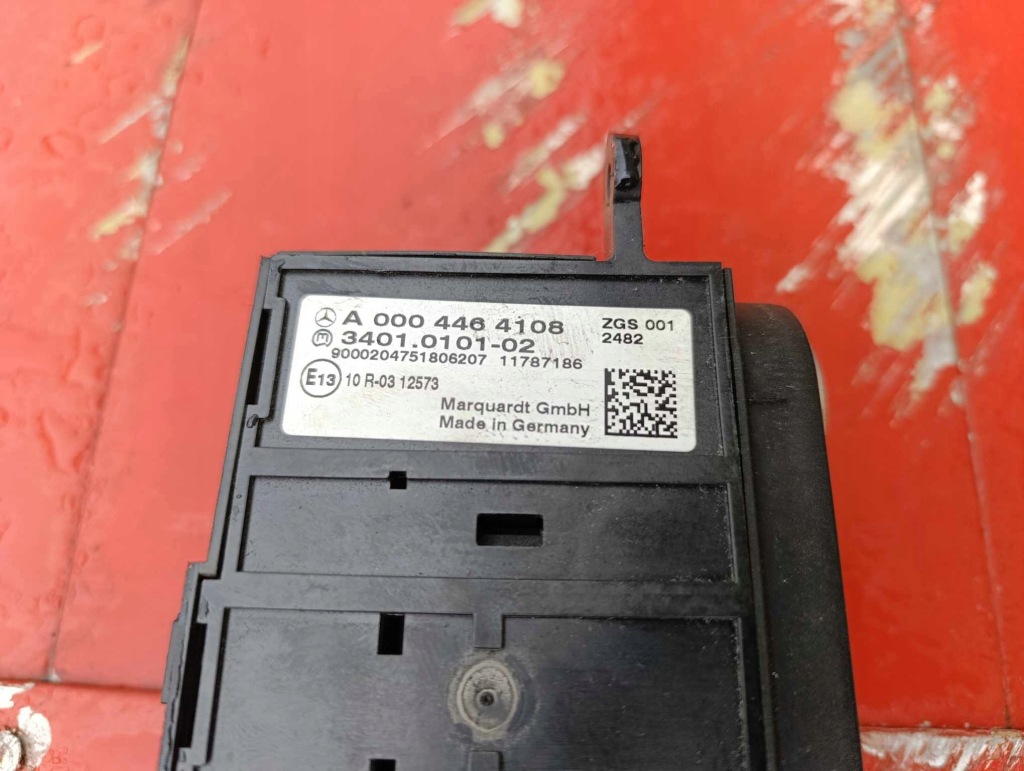 A 000 446 4108
3401.0101-02
9000204751806207 11787186
ZGS 001
2482
E13 10 R-03 12573
Marquardt GmbH
Made in Germany